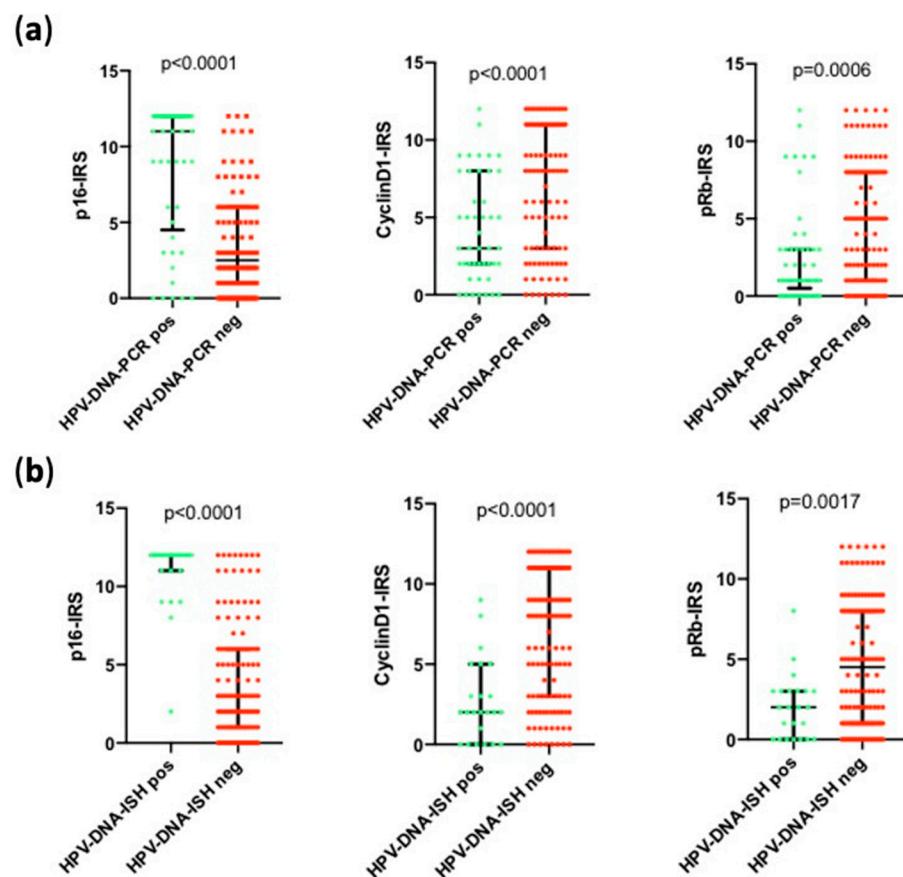 (a)
p<0.0001
15
10
5
0
p16-IRS
HPV-DNA-PCR pos
HPV-DNA-PCR neg
p<0.0001
15
10
5
0
CyclinD1-IRS
HPV-DNA-PCR pos
HPV-DNA-PCR neg
p=0.0006
15
10
5
0
pRb-IRS
HPV-DNA-PCR pos
HPV-DNA-PCR neg
(b)
p<0.0001
15
10
5
0
p16-IRS
HPV-DNA-ISH pos
HPV-DNA-ISH neg
p<0.0001
15
10
5
0
CyclinD1-IRS
HPV-DNA-ISH pos
HPV-DNA-ISH neg
p=0.0017
15
10
5
0
pRb-IRS
HPV-DNA-ISH pos
HPV-DNA-ISH neg